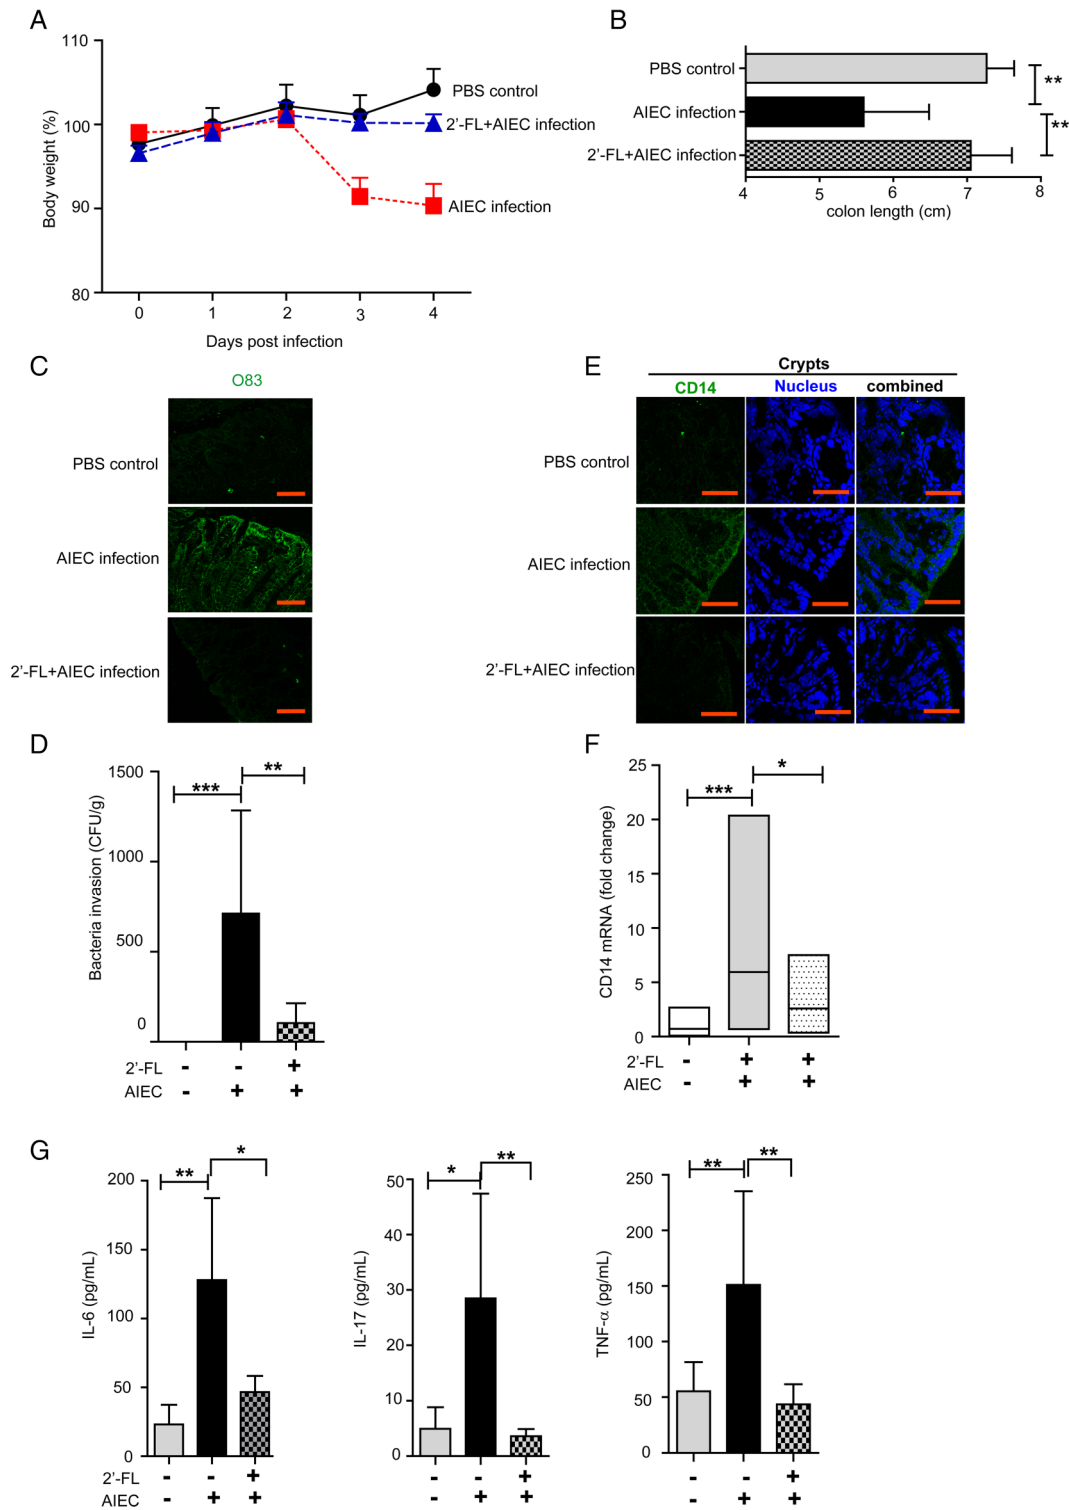 A
110
100
90
80
Body weight (%)
PBS control
2'-FL+AIEC infection
AIEC infection
0 1 2 3 4
Days post infection
B
PBS control
AIEC infection
2'-FL+AIEC infection
**
**
4 5 6 7 8
colon length (cm)
C
O83
PBS control
AIEC infection
2'-FL+AIEC infection
E
Crypts
CD14 Nucleus combined
PBS control
AIEC infection
2'-FL+AIEC infection
D
1500
1000
500
0
Bacteria invasion (CFU/g)
*** **
2'-FL - - +
AIEC - + +
F
25
20
15
10
5
0
CD14 mRNA (fold change)
*** *
2'-FL - + +
AIEC - + +
G
200
150
100
50
0
IL-6 (pg/mL)
** *
2'-FL - - +
AIEC - + +
50
40
30
20
10
0
IL-17 (pg/mL)
* **
- - +
- + +
250
200
150
100
50
0
TNF-α (pg/mL)
** **
- - +
- + +